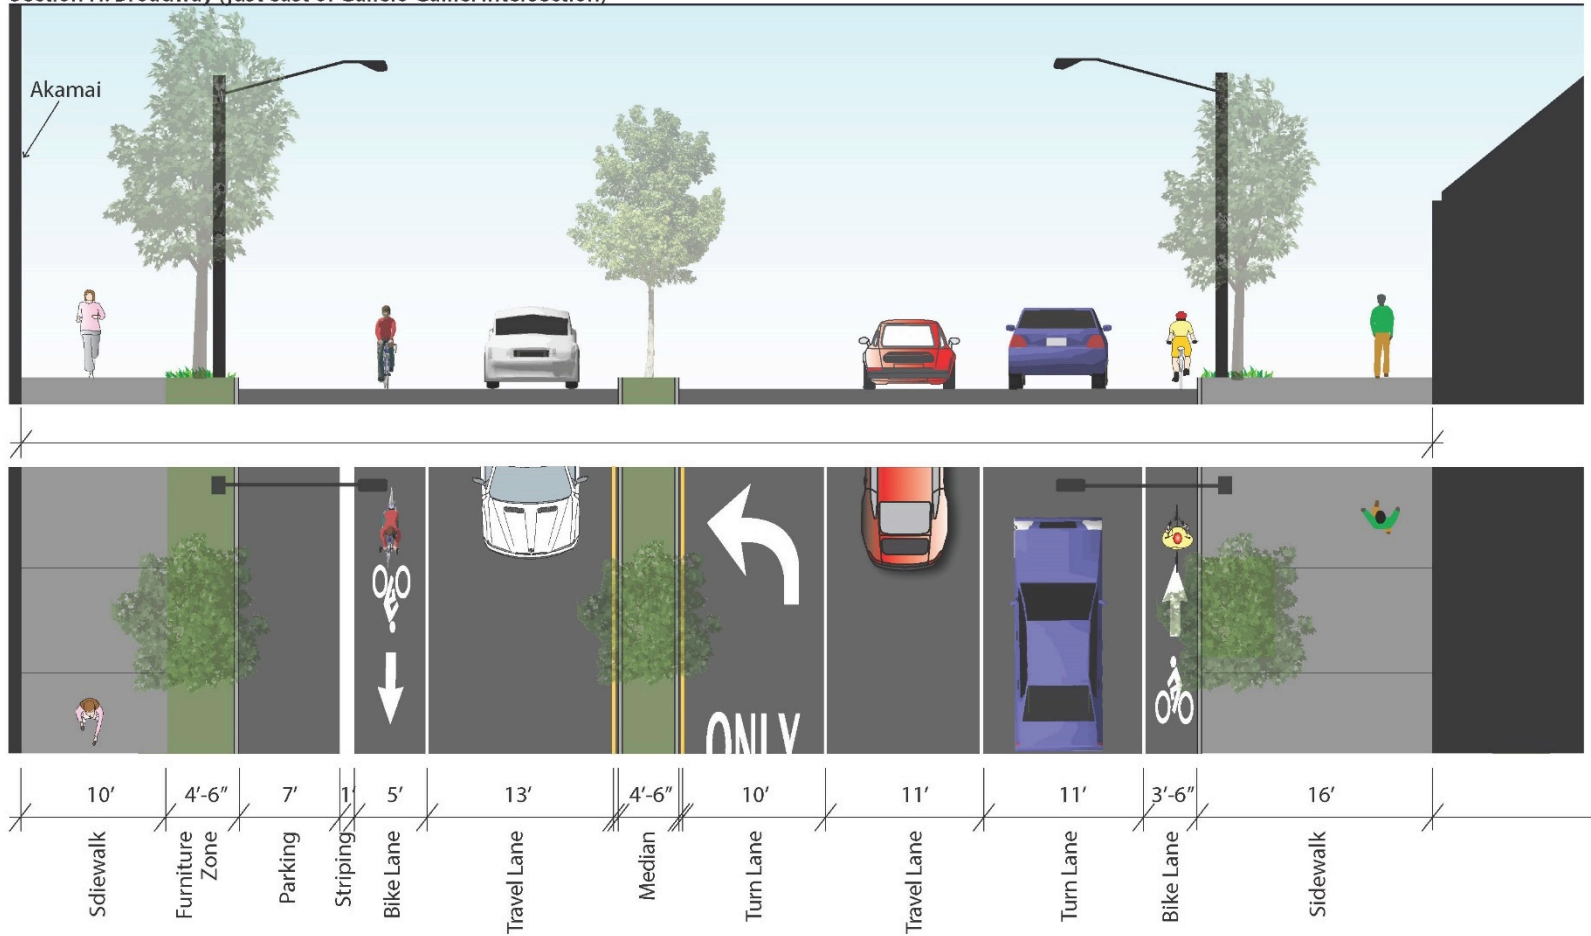 Akamai
ONLY
10’
4’-6”
7’
1’
5’
13’
4’-6”
10’
11’
11’
3’-6”
16’
Sdiewalk
Furniture
Zone
Parking
Striping
Bike Lane
Travel Lane
Median
Turn Lane
Travel Lane
Turn Lane
Bike Lane
Sidewalk